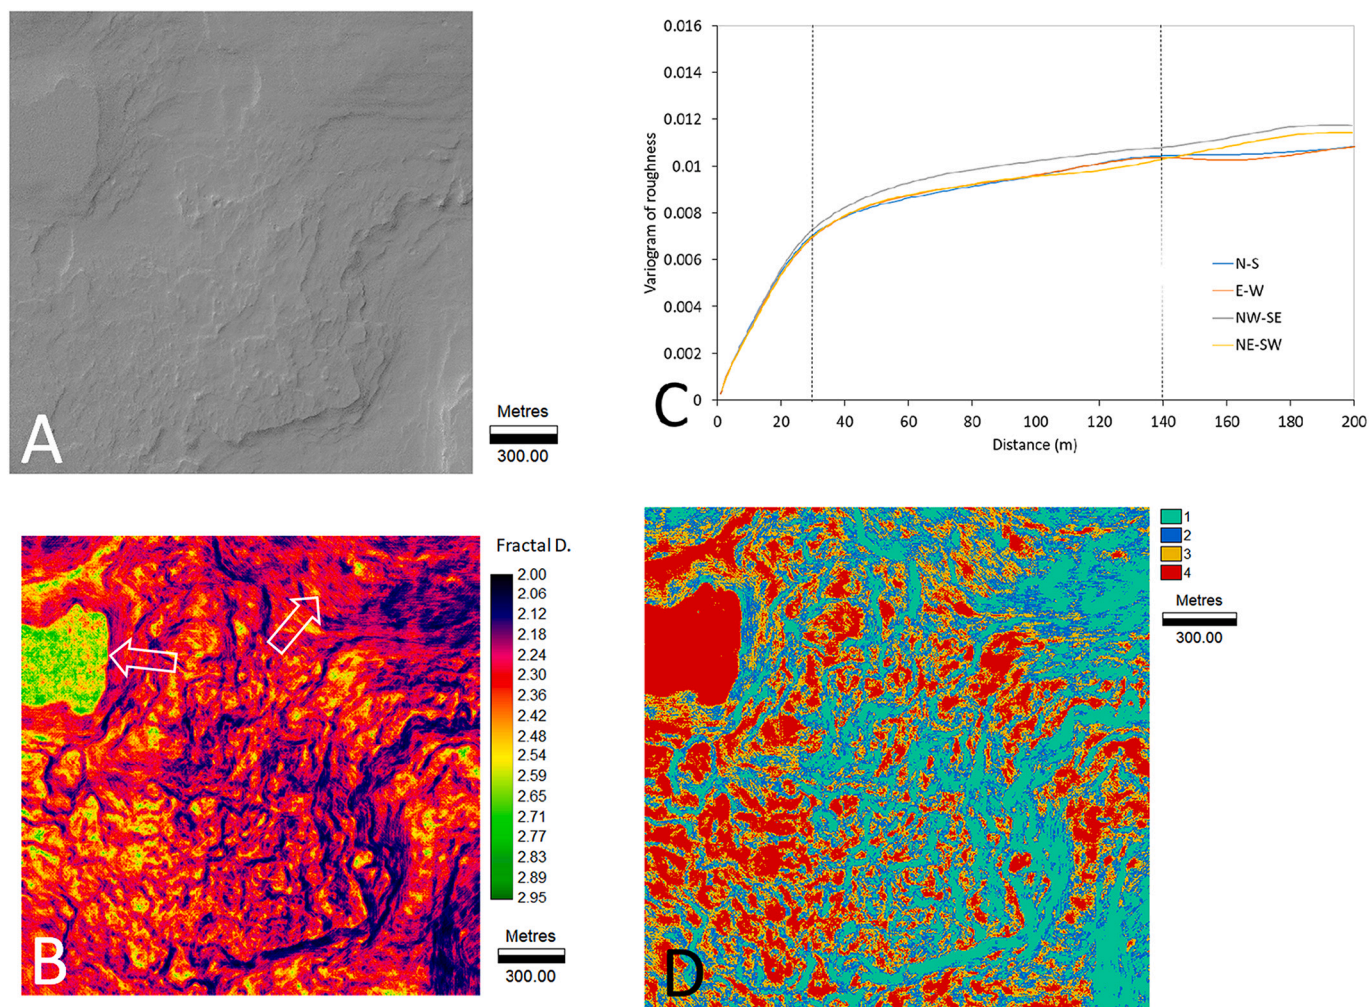 A
Metres
300.00
0.016
0.014
0.012
0.01
0.008
0.006
0.004
0.002
0
0 20 40 60 80 100 120 140 160 180 200
Variogram of roughness
Distance (m)
N-S
E-W
NW-SE
NE-SW
C
B
Fractal D.
2.00
2.06
2.12
2.18
2.24
2.30
2.36
2.42
2.48
2.54
2.59
2.65
2.71
2.77
2.83
2.89
2.95
Metres
300.00
D
1
2
3
4
Metres
300.00